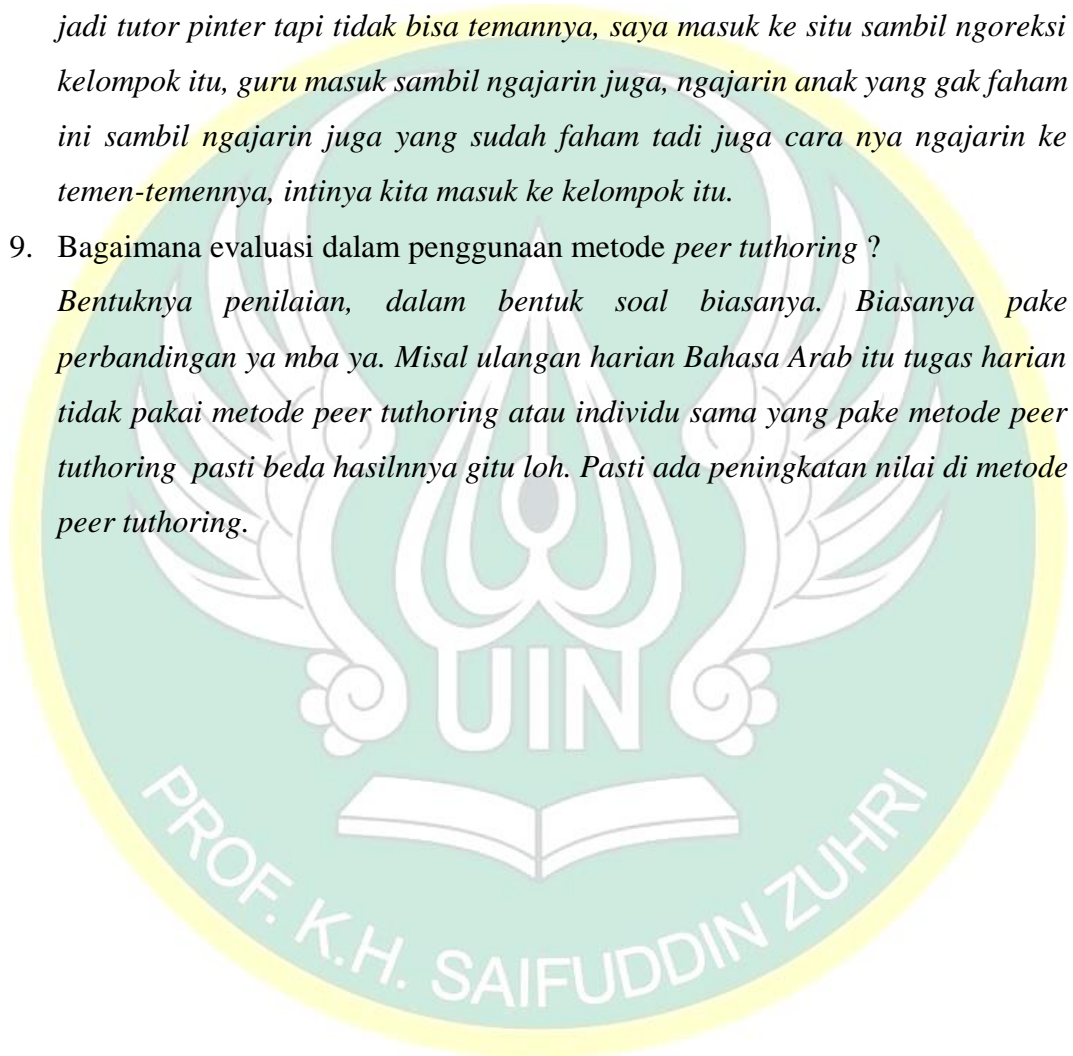 jadi tutor pinter tapi tidak bisa temannya, saya masuk ke situ sambil ngoreksi
kelompok itu, guru masuk sambil ngajarin juga, ngajarin anak yang gak faham
ini sambil ngajarin juga yang sudah faham tadi juga cara nya ngajarin ke
temen-temennya, intinya kita masuk ke kelompok itu.
9. Bagaimana evaluasi dalam penggunaan metode peer tuthoring ?
Bentuknya penilaian, dalam bentuk soal biasanya. Biasanya pake
perbandingan ya mba ya. Misal ulangan harian Bahasa Arab itu tugas harian
tidak pakai metode peer tuthoring atau individu sama yang pake metode peer
tuthoring pasti beda hasilnnya gitu loh. Pasti ada peningkatan nilai di metode
peer tuthoring.
UIN
PROF. K.H. SAIFUDDIN ZUHRI